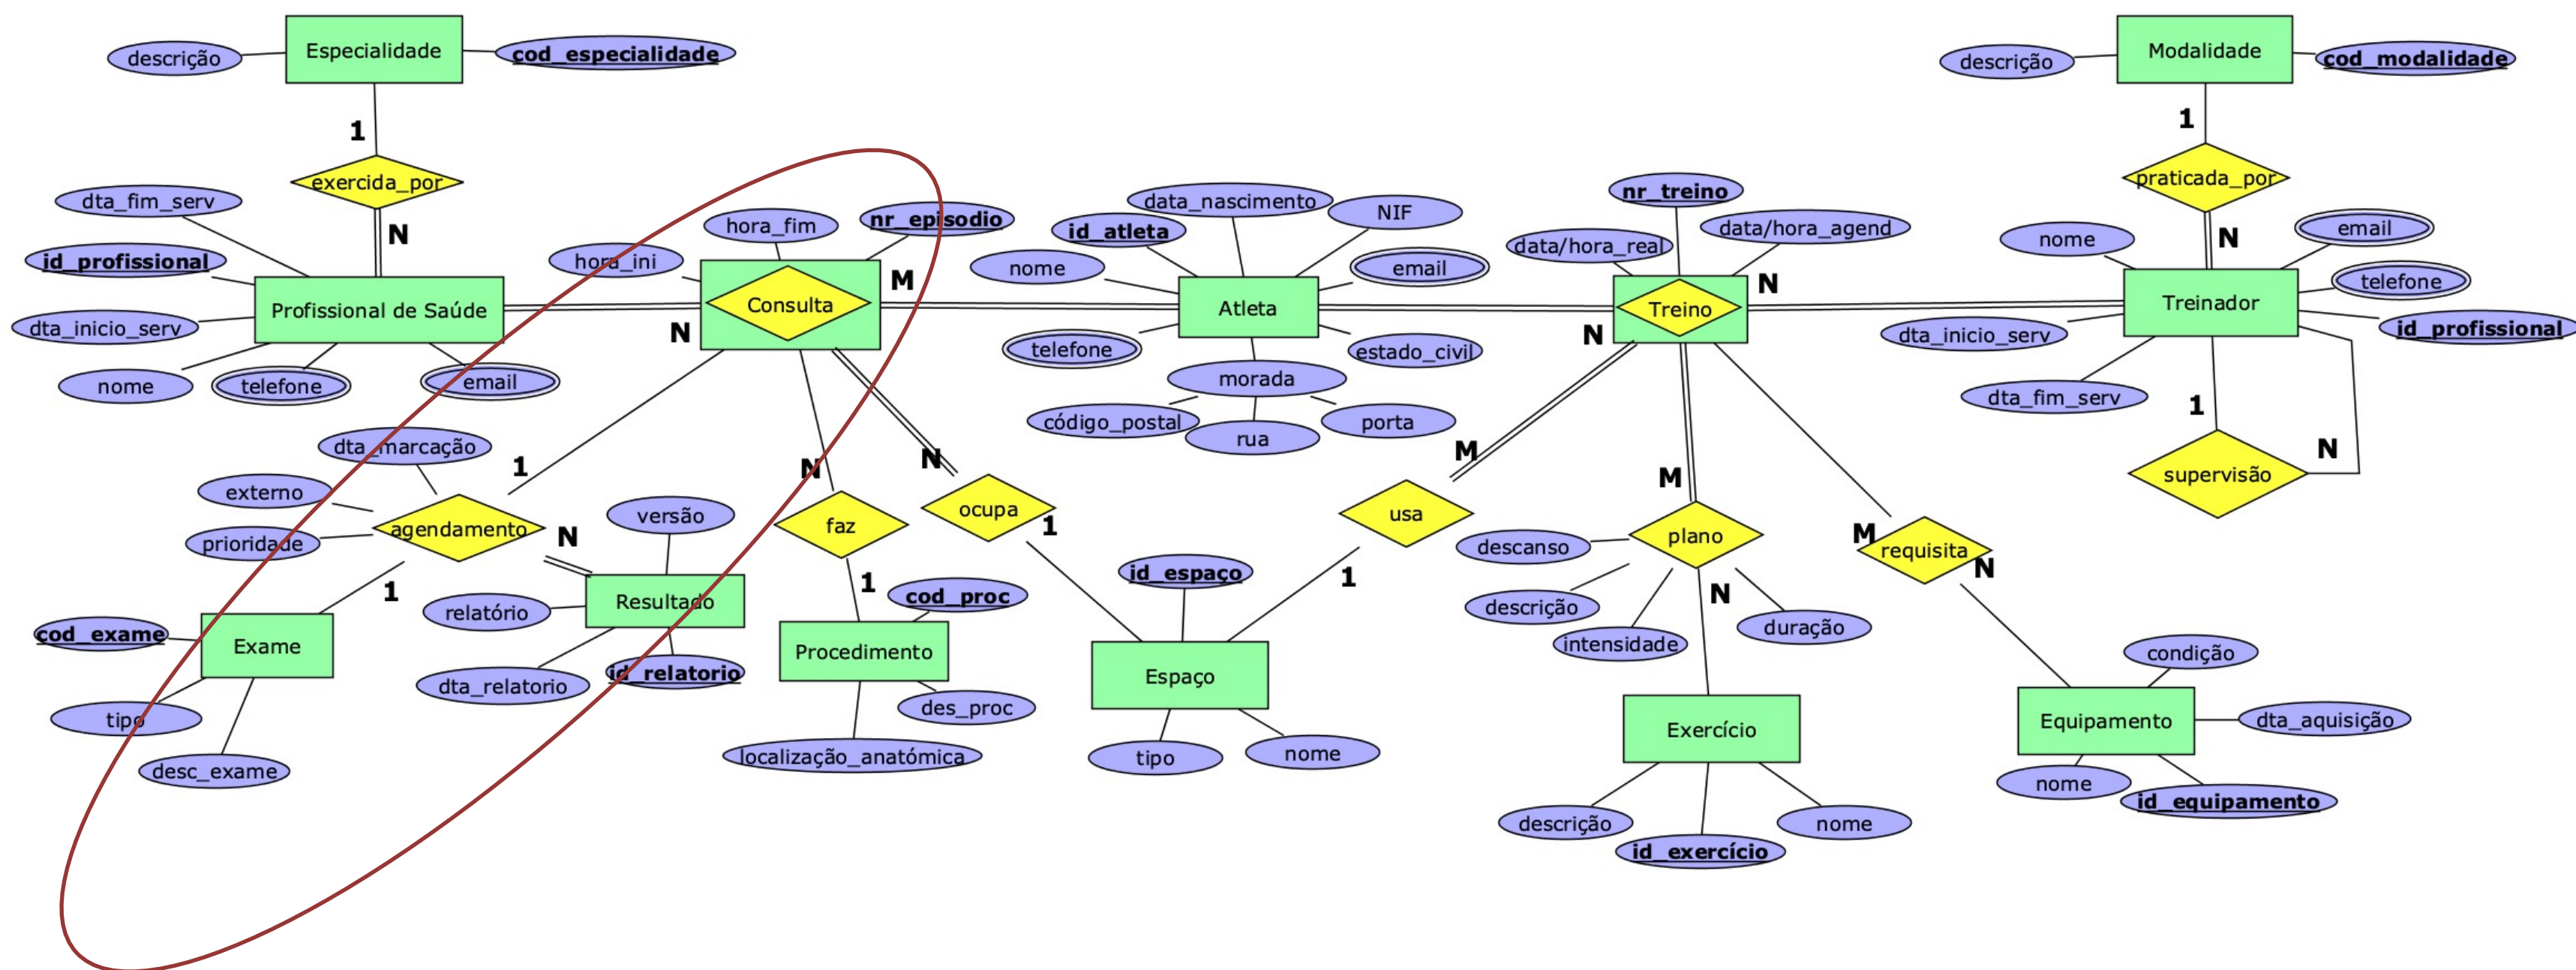 Especialidade
descrição
cod_especialidade
1
exercida_por
N
dta_fim_serv
id_profissional
dta_inicio_serv
nome
telefone
email
Profissional de Saúde
hora_ini
hora_fim
nr_episodio
Consulta
N
M
dta_marcação
externo
prioridade
agendamento
1
N
1
cod_exame
Exame
tipo
desc_exame
versão
relatório
Resultado
dta_relatorio
id_relatorio
N
faz
1
cod_proc
Procedimento
des_proc
localização_anatómica
N
ocupa
1
id_espaço
Espaço
tipo
nome
nome
id_atleta
data_nascimento
NIF
email
Atleta
telefone
estado_civil
morada
código_postal
rua
porta
nr_treino
data/hora_real
data/hora_agend
Treino
N
N
M
usa
1
M
plano
N
descanso
descrição
intensidade
duração
Exercício
descrição
id_exercício
nome
M
requisita
N
condição
dta_aquisição
Equipamento
nome
id_equipamento
Modalidade
descrição
cod_modalidade
1
praticada_por
N
nome
email
telefone
Treinador
id_profissional
dta_inicio_serv
dta_fim_serv
1
supervisão
N